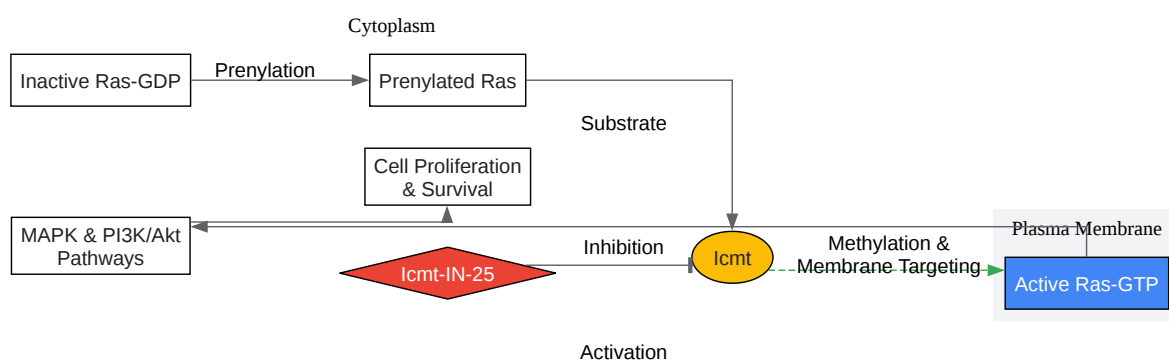 Cytoplasm
Inactive Ras-GDP
Prenylation
Prenylated Ras
Substrate
Cell Proliferation
& Survival
MAPK & PI3K/Akt
Pathways
Icmt-IN-25
Inhibition
Icmt
Methylation &
Membrane Targeting
Plasma Membrane
Active Ras-GTP
Activation